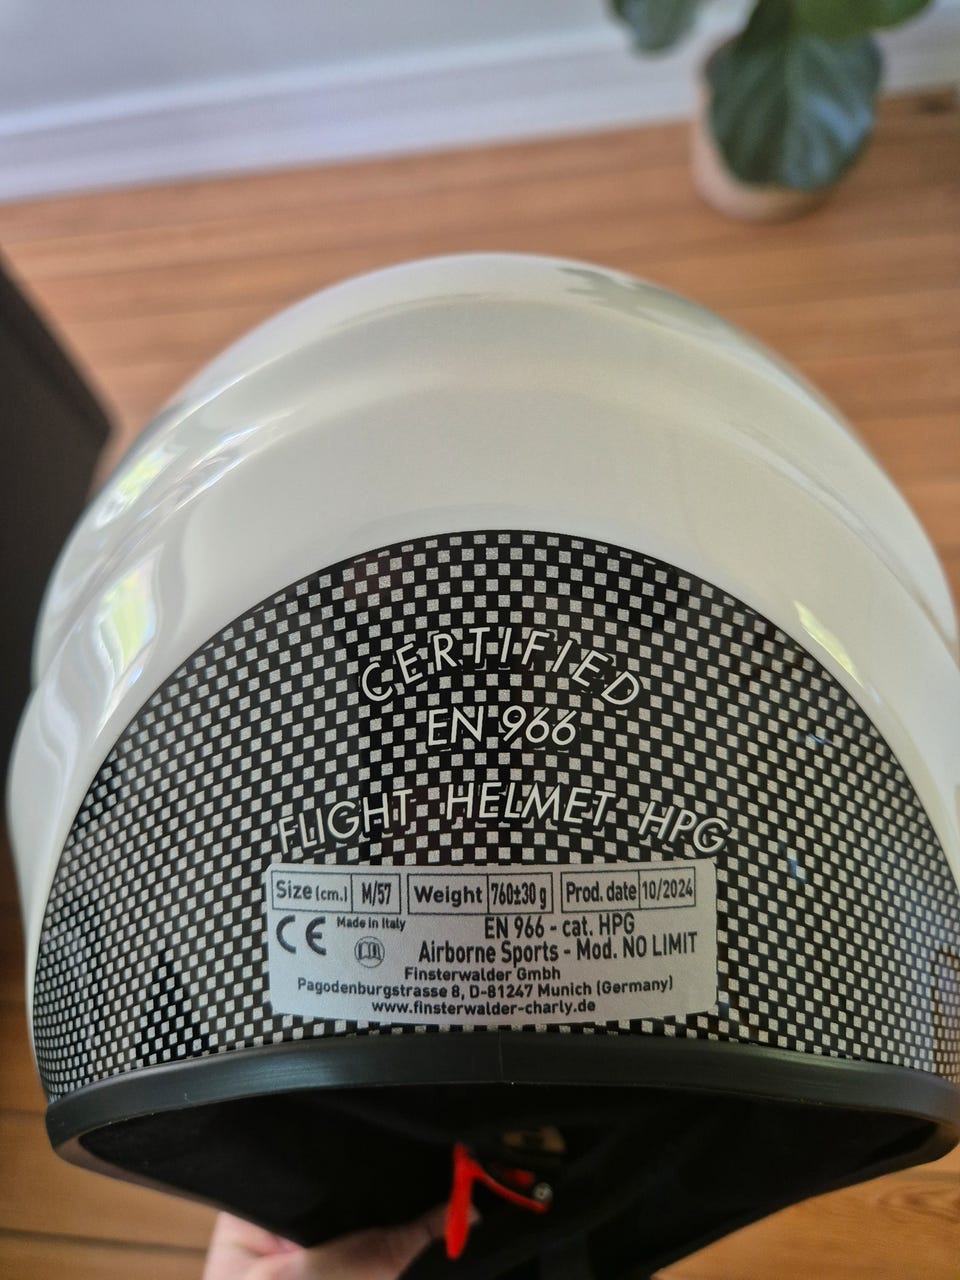 CERTIFIED
EN 966
FLIGHT HELMET HPG
Size (cm.) M/57 Weight 760±30 g Prod. date 10/2024
CE Made in Italy EN 966 - cat. HPG
Airborne Sports - Mod. NO LIMIT
Finsterwalder Gmbh
Pagodenburgstrasse 8, D-81247 Munich (Germany)
www.finsterwalder-charly.de